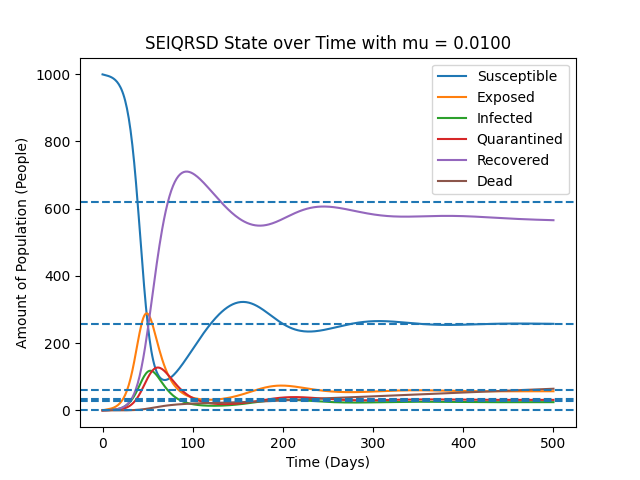 SEIQRSD State over Time with mu = 0.0100
Amount of Population (People)
1000
800
600
400
200
0
Susceptible
Exposed
Infected
Quarantined
Recovered
Dead
0 100 200 300 400 500
Time (Days)